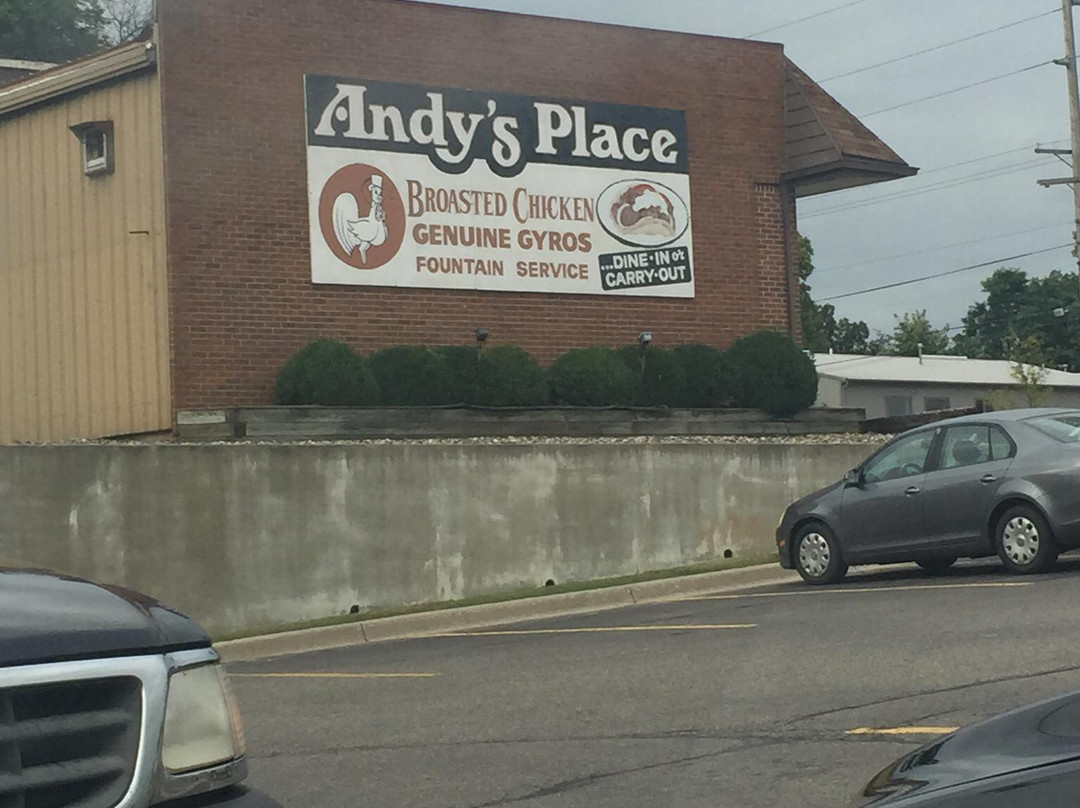 Andy's Place
BROASTED CHICKEN
GENUINE GYROS
FOUNTAIN SERVICE
...DINE-IN or
CARRY-OUT